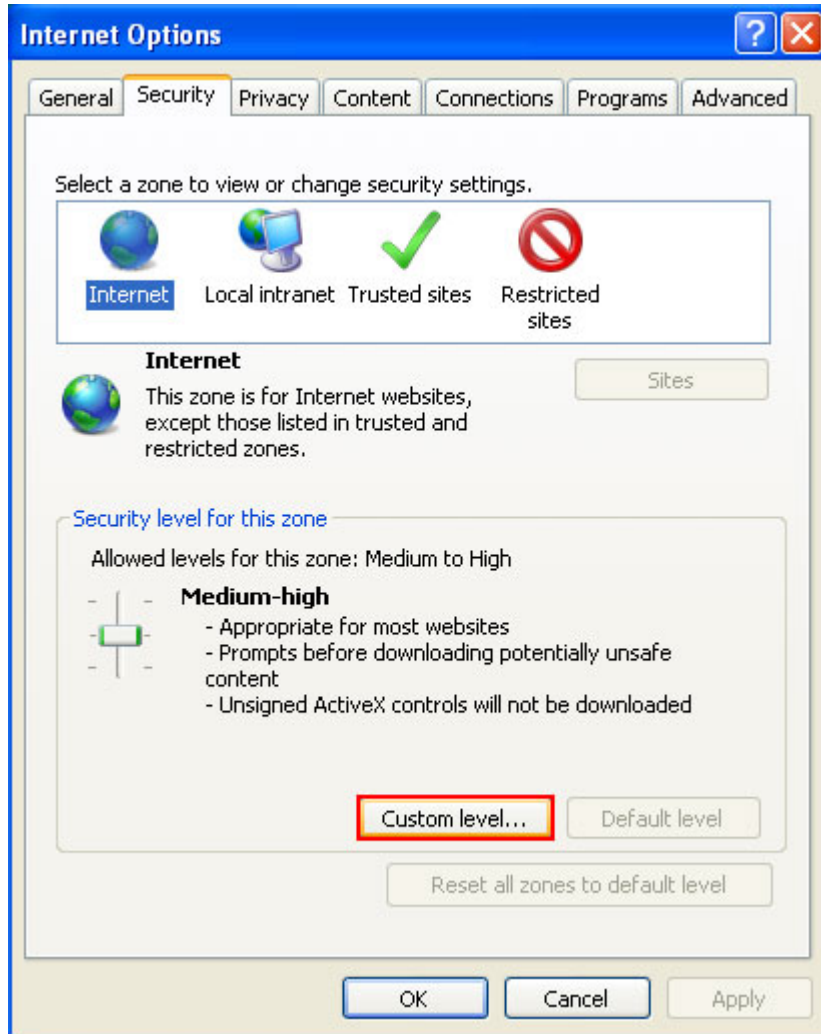 Internet Options
General Security Privacy Content Connections Programs Advanced
Select a zone to view or change security settings.
Internet Local intranet Trusted sites Restricted
sites
Internet
Sites
This zone is for Internet websites,
except those listed in trusted and
restricted zones.
Security level for this zone
Allowed levels for this zone: Medium to High
Medium-high
- Appropriate for most websites
- Prompts before downloading potentially unsafe
content
- Unsigned ActiveX controls will not be downloaded
Custom level... Default level
Reset all zones to default level
OK Cancel Apply